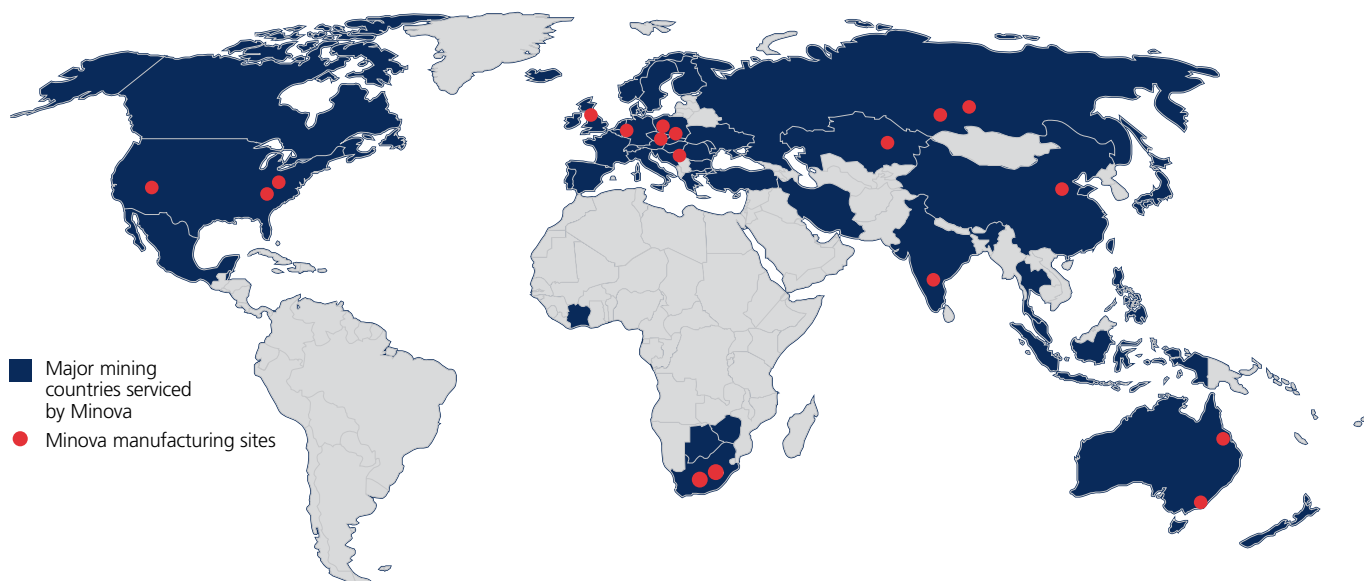 Major mining
countries serviced
by Minova
Minova manufacturing sites